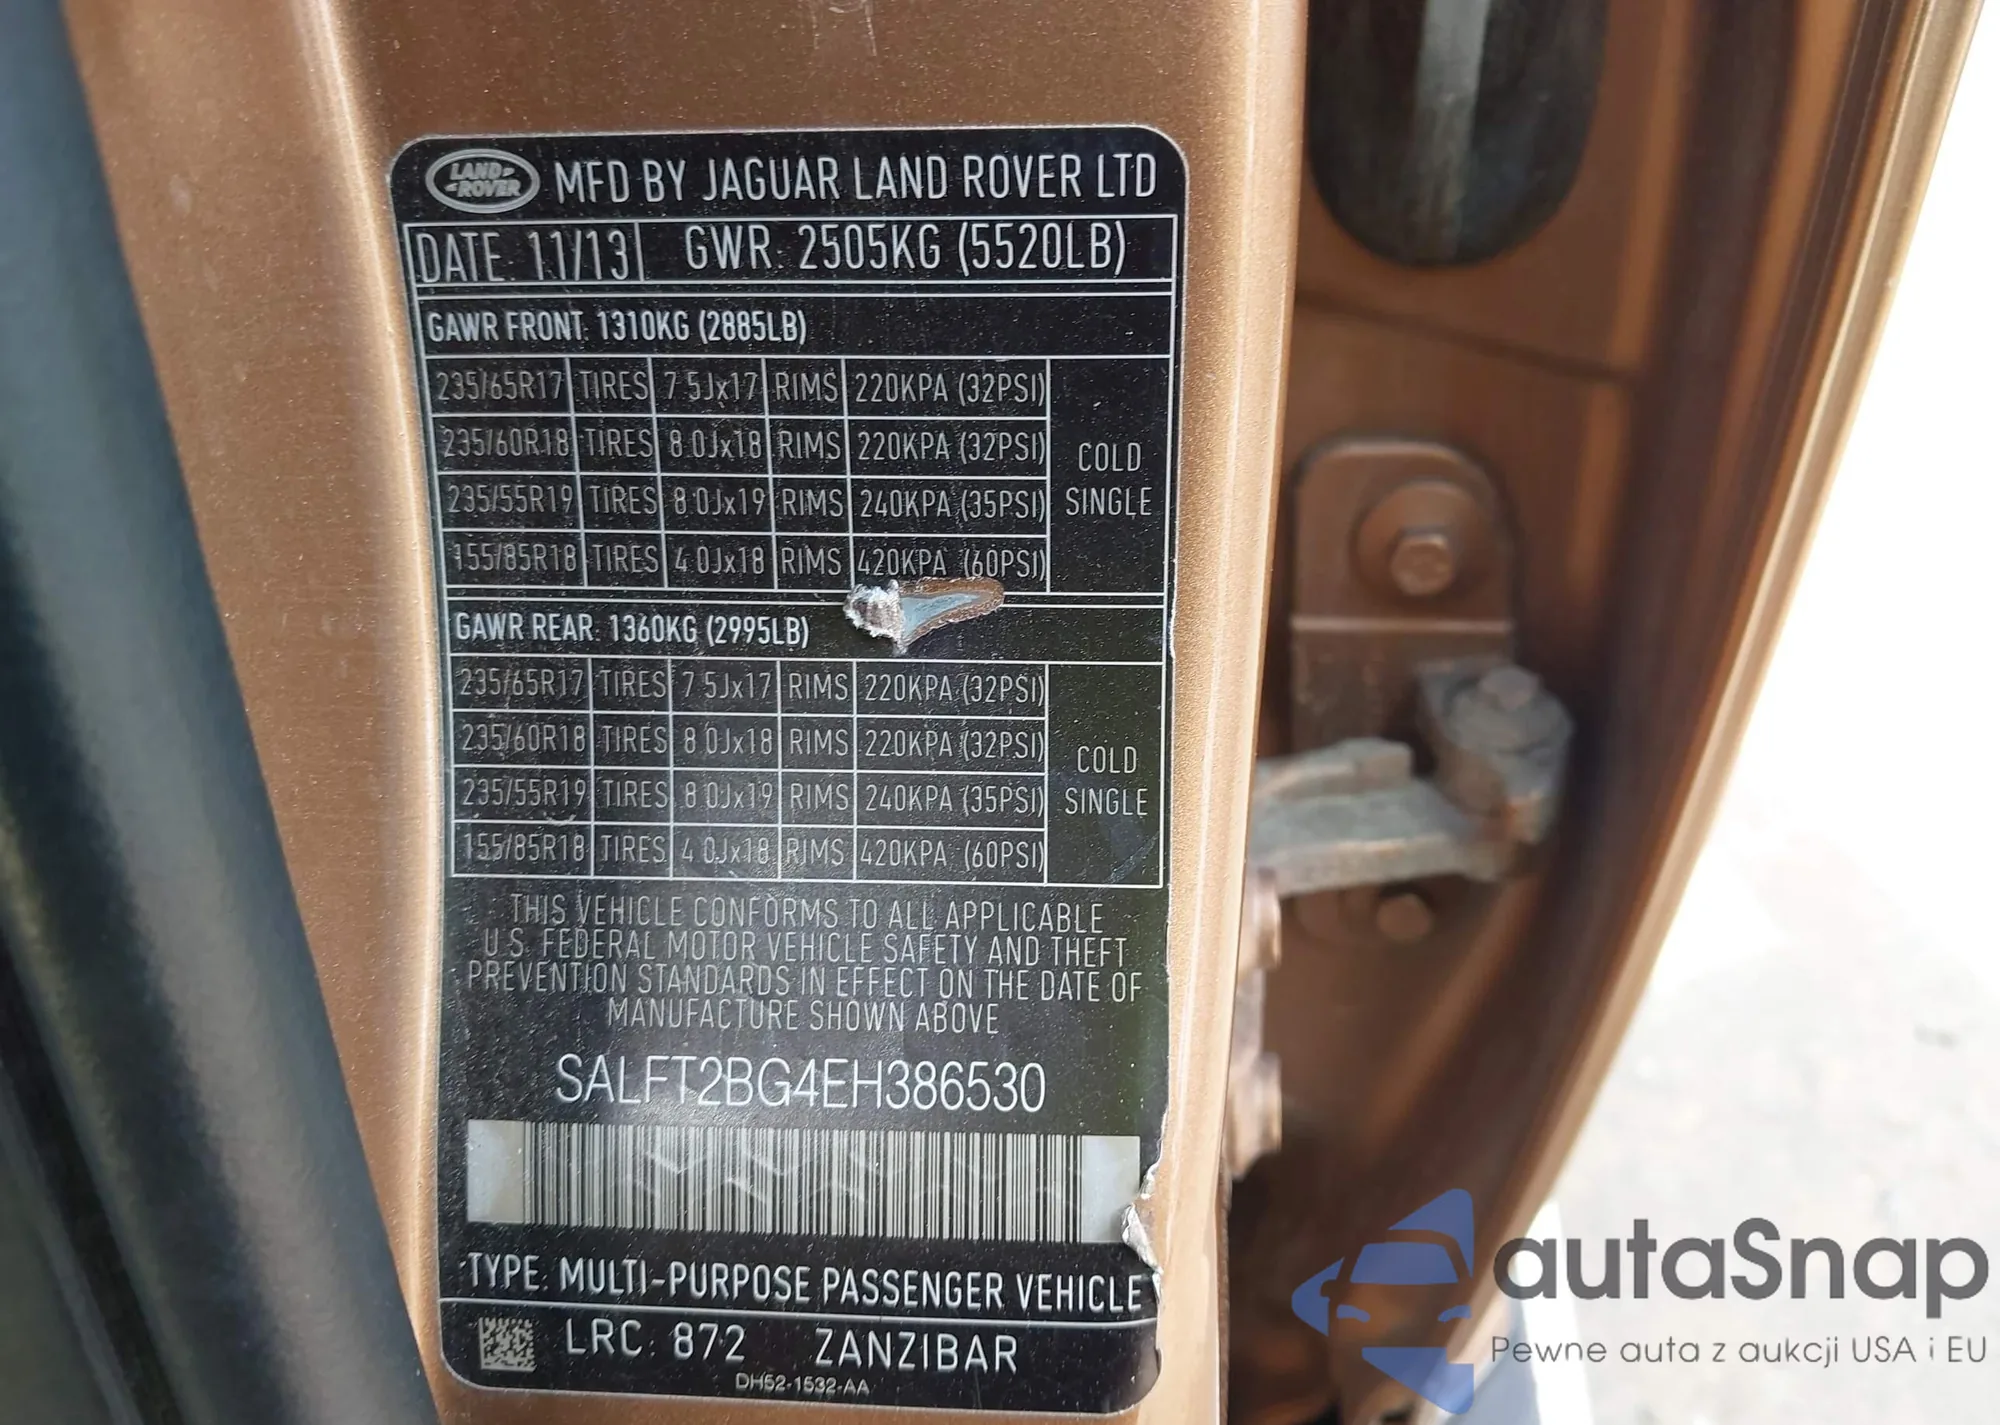 LAND ROVER MFD BY JAGUAR LAND ROVER LTD
DATE: 11/13 GWR: 2505KG (5520LB)
GAWR FRONT: 1310KG (2885LB)
235/65R17 TIRES 7.5Jx17 RIMS 220KPA (32PSI)
235/60R18 TIRES 8.0Jx18 RIMS 220KPA (32PSI)
235/55R19 TIRES 8.0Jx19 RIMS 240KPA (35PSI)
155/85R18 TIRES 4.0Jx18 RIMS 420KPA (60PSI)
COLD
SINGLE
GAWR REAR: 1360KG (2995LB)
235/65R17 TIRES 7.5Jx17 RIMS 220KPA (32PSI)
235/60R18 TIRES 8.0Jx18 RIMS 220KPA (32PSI)
235/55R19 TIRES 8.0Jx19 RIMS 240KPA (35PSI)
155/85R18 TIRES 4.0Jx18 RIMS 420KPA (60PSI)
COLD
SINGLE
THIS VEHICLE CONFORMS TO ALL APPLICABLE
U.S. FEDERAL MOTOR VEHICLE SAFETY AND THEFT
PREVENTION STANDARDS IN EFFECT ON THE DATE OF
MANUFACTURE SHOWN ABOVE
SALFT2BG4EH386530
TYPE: MULTI-PURPOSE PASSENGER VEHICLE
LRC: 872 ZANZIBAR
DH52-1532-AA
autaSnap
Pewne auta z aukcji USA i EU